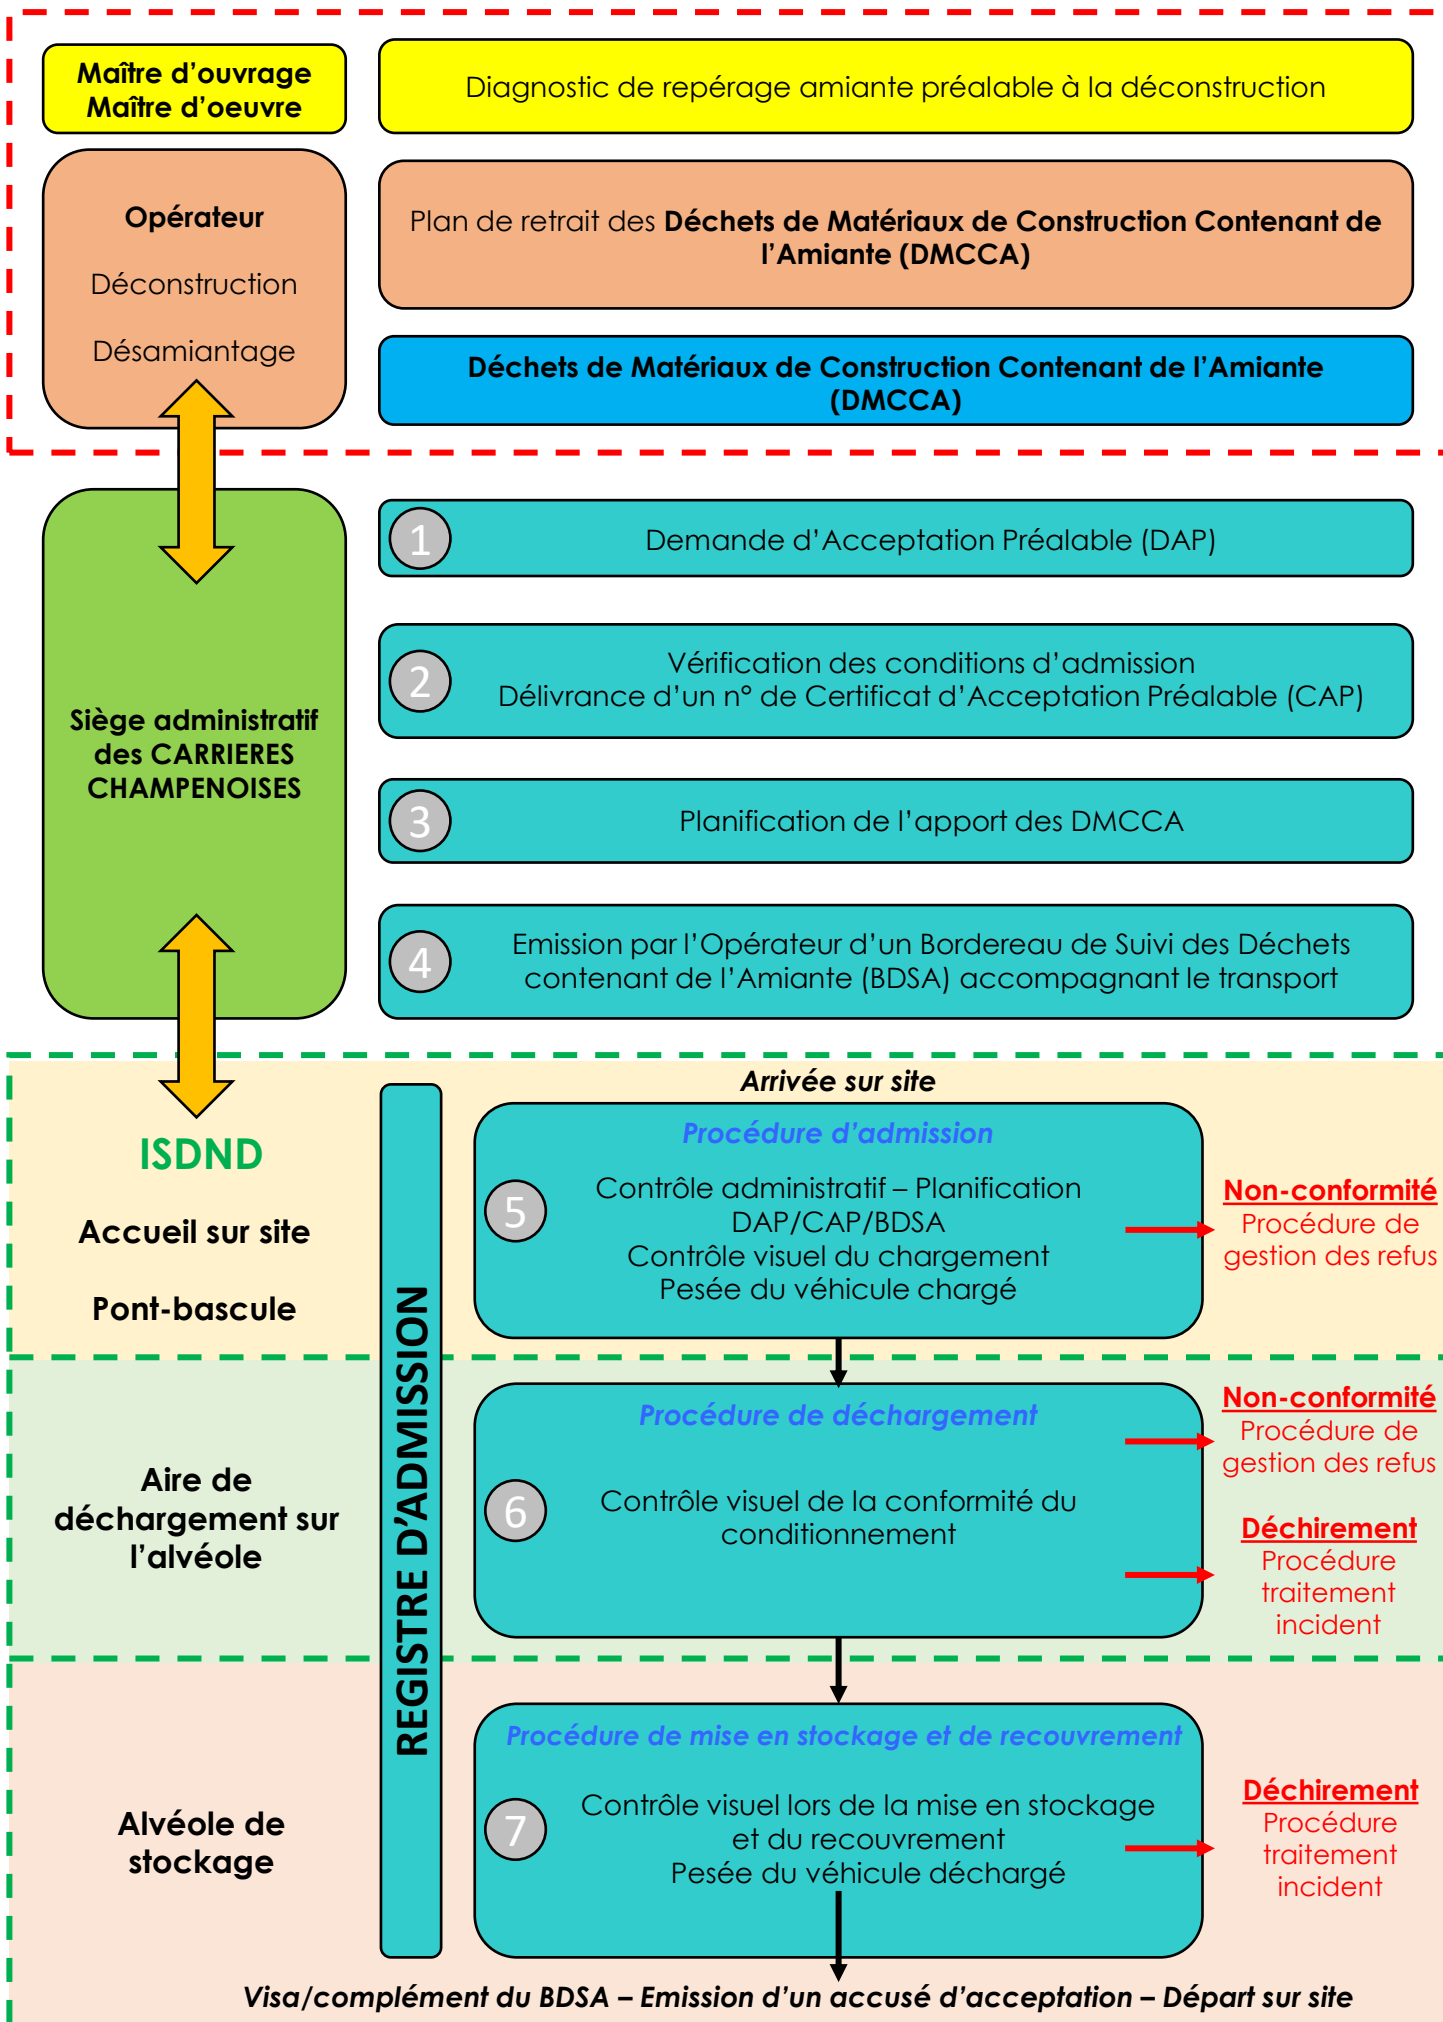 Maître d'ouvrage
Maître d'oeuvre
Diagnostic de repérage amiante préalable à la déconstruction
Opérateur
Déconstruction
Désamiantage
Plan de retrait des Déchets de Matériaux de Construction Contenant de
l'Amiante (DMCCA)
Déchets de Matériaux de Construction Contenant de l'Amiante
(DMCCA)
Siège administratif
des CARRIERES
CHAMPENOISES
1
Demande d'Acceptation Préalable (DAP)
2
Vérification des conditions d'admission
Délivrance d'un n° de Certificat d'Acceptation Préalable (CAP)
3
Planification de l'apport des DMCCA
4
Emission par l'Opérateur d'un Bordereau de Suivi des Déchets
contenant de l'Amiante (BDSA) accompagnant le transport
ISDND
Accueil sur site
Pont-bascule
REGISTRE D'ADMISSION
Arrivée sur site
Procédure d'admission
5
Contrôle administratif – Planification
DAP/CAP/BDSA
Contrôle visuel du chargement
Pesée du véhicule chargé
Non-conformité
Procédure de
gestion des refus
Aire de
déchargement sur
l'alvéole
Procédure de déchargement
6
Contrôle visuel de la conformité du
conditionnement
Non-conformité
Procédure de
gestion des refus
Déchirement
Procédure
traitement
incident
Alvéole de
stockage
Procédure de mise en stockage et de recouvrement
7
Contrôle visuel lors de la mise en stockage
et du recouvrement
Pesée du véhicule déchargé
Déchirement
Procédure
traitement
incident
Visa/complément du BDSA – Emission d'un accusé d'acceptation – Départ sur site